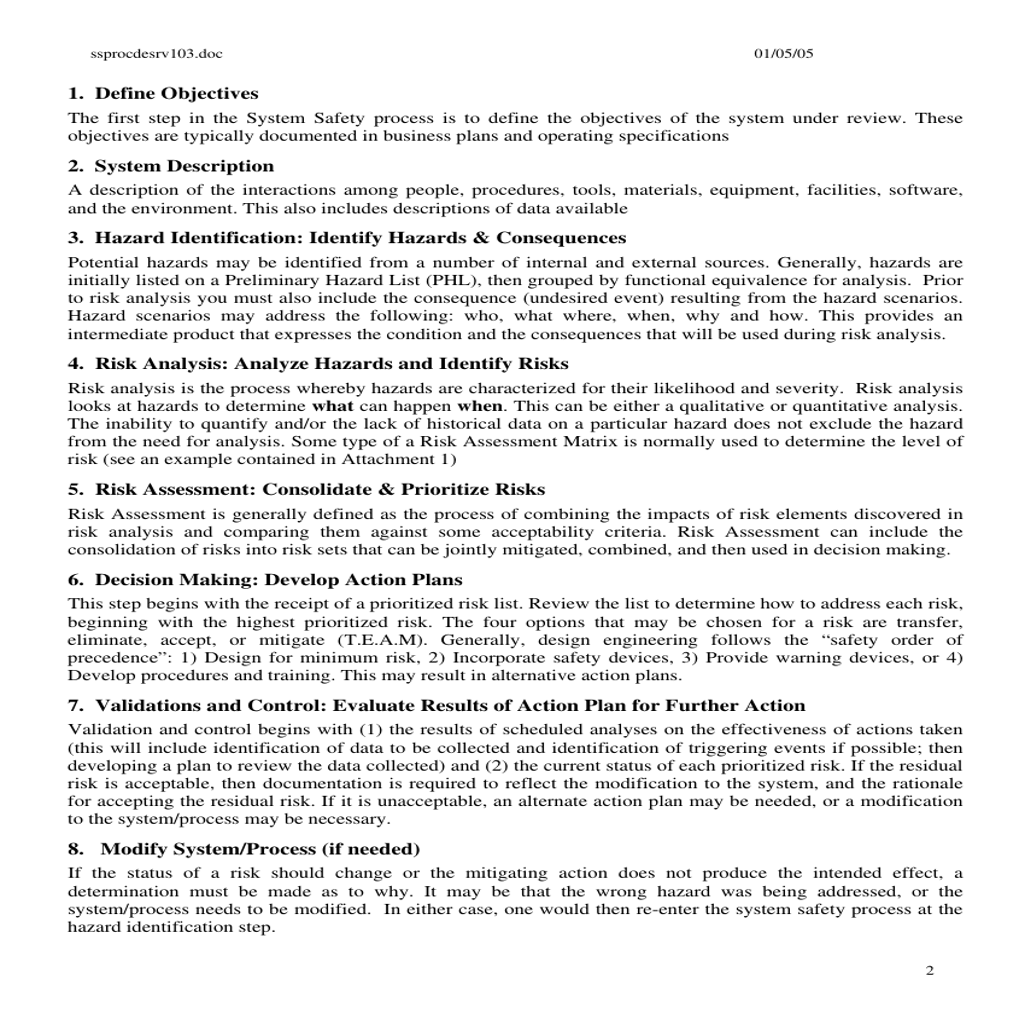 ssprocdesrv103.doc 01/05/05
1. Define Objectives
The first step in the System Safety process is to define the objectives of the system under review. These
objectives are typically documented in business plans and operating specifications
2. System Description
A description of the interactions among people, procedures, tools, materials, equipment, facilities, software,
and the environment. This also includes descriptions of data available
3. Hazard Identification: Identify Hazards & Consequences
Potential hazards may be identified from a number of internal and external sources. Generally, hazards are
initially listed on a Preliminary Hazard List (PHL), then grouped by functional equivalence for analysis. Prior
to risk analysis you must also include the consequence (undesired event) resulting from the hazard scenarios.
Hazard scenarios may address the following: who, what where, when, why and how. This provides an
intermediate product that expresses the condition and the consequences that will be used during risk analysis.
4. Risk Analysis: Analyze Hazards and Identify Risks
Risk analysis is the process whereby hazards are characterized for their likelihood and severity. Risk analysis
looks at hazards to determine what can happen when. This can be either a qualitative or quantitative analysis.
The inability to quantify and/or the lack of historical data on a particular hazard does not exclude the hazard
from the need for analysis. Some type of a Risk Assessment Matrix is normally used to determine the level of
risk (see an example contained in Attachment 1)
5. Risk Assessment: Consolidate & Prioritize Risks
Risk Assessment is generally defined as the process of combining the impacts of risk elements discovered in
risk analysis and comparing them against some acceptability criteria. Risk Assessment can include the
consolidation of risks into risk sets that can be jointly mitigated, combined, and then used in decision making.
6. Decision Making: Develop Action Plans
This step begins with the receipt of a prioritized risk list. Review the list to determine how to address each risk,
beginning with the highest prioritized risk. The four options that may be chosen for a risk are transfer,
eliminate, accept, or mitigate (T.E.A.M). Generally, design engineering follows the “safety order of
precedence”: 1) Design for minimum risk, 2) Incorporate safety devices, 3) Provide warning devices, or 4)
Develop procedures and training. This may result in alternative action plans.
7. Validations and Control: Evaluate Results of Action Plan for Further Action
Validation and control begins with (1) the results of scheduled analyses on the effectiveness of actions taken
(this will include identification of data to be collected and identification of triggering events if possible; then
developing a plan to review the data collected) and (2) the current status of each prioritized risk. If the residual
risk is acceptable, then documentation is required to reflect the modification to the system, and the rationale
for accepting the residual risk. If it is unacceptable, an alternate action plan may be needed, or a modification
to the system/process may be necessary.
8. Modify System/Process (if needed)
If the status of a risk should change or the mitigating action does not produce the intended effect, a
determination must be made as to why. It may be that the wrong hazard was being addressed, or the
system/process needs to be modified. In either case, one would then re-enter the system safety process at the
hazard identification step.
2